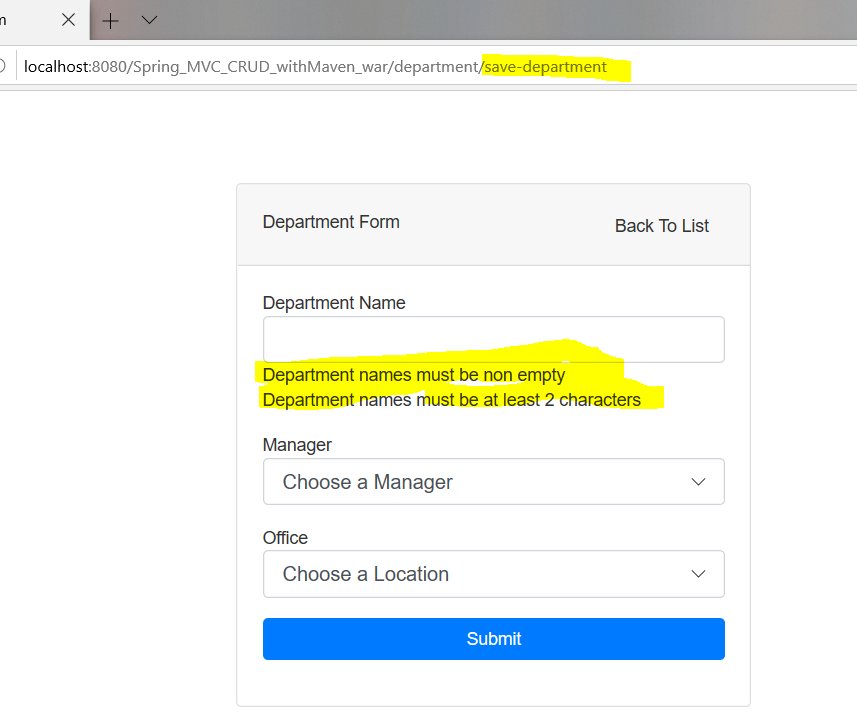 m
localhost:8080/Spring_MVC_CRUD_withMaven_war/department/save-department
Department Form
Back To List
Department Name
Department names must be non empty
Department names must be at least 2 characters
Manager
Choose a Manager
Office
Choose a Location
Submit